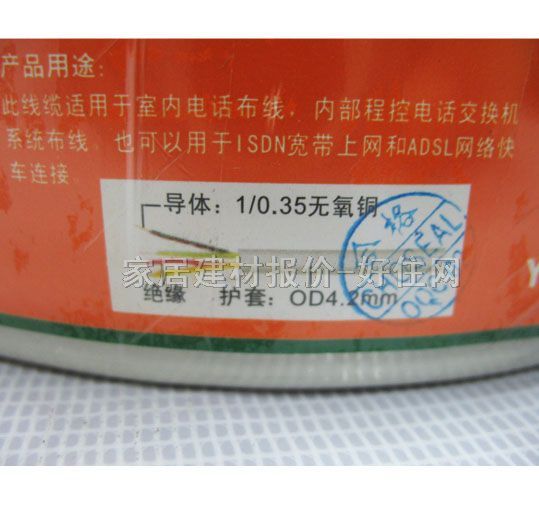 产品用途:
此线缆适用于室内电话布线，内部程控电话交换机
系统布线，也可以用于ISDN宽带上网和ADSL网络快
车连接
导体：1/0.35无氧铜
家居建材报价-好住网
绝缘 护套：OD4.2mm
合格
Y